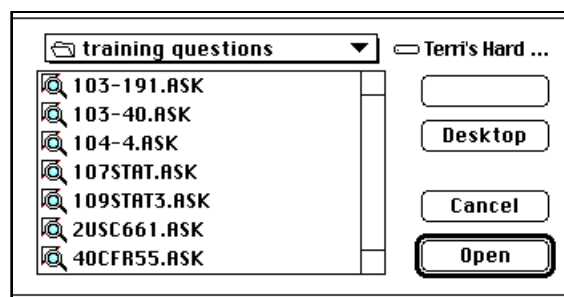 training questions
Terri's Hard ...
103-191.ASK
103-40.ASK
104-4.ASK
107STAT.ASK
109STAT3.ASK
2USC661.ASK
40CFR55.ASK
Desktop
Cancel
Open